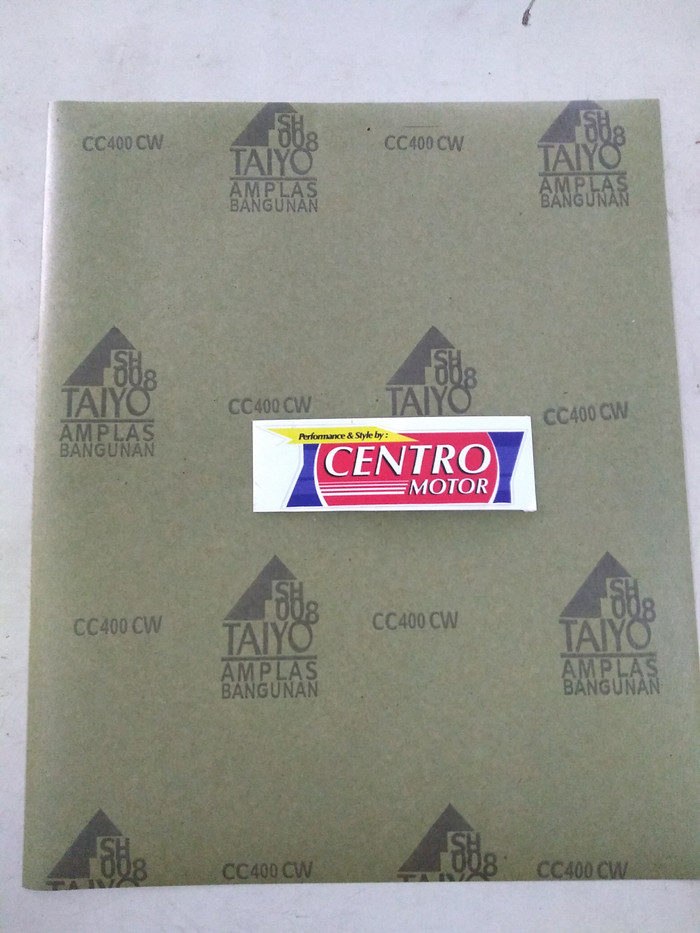 CC400 CW
SH
008
TAIYO
AMPLAS
BANGUNAN
CC400 CW
SH
008
TAIYO
AMPLAS
BANGUNAN
SH
008
TAIYO
AMPLAS
BANGUNAN
CC400 CW
SH
008
TAIYO
CC400 CW
Performance & Style by :
CENTRO
MOTOR
CC400 CW
SH
008
TAIYO
AMPLAS
BANGUNAN
CC400 CW
SH
008
TAIYO
AMPLAS
BANGUNAN
SH
008
CC400 CW
SH
008
CC400 CW